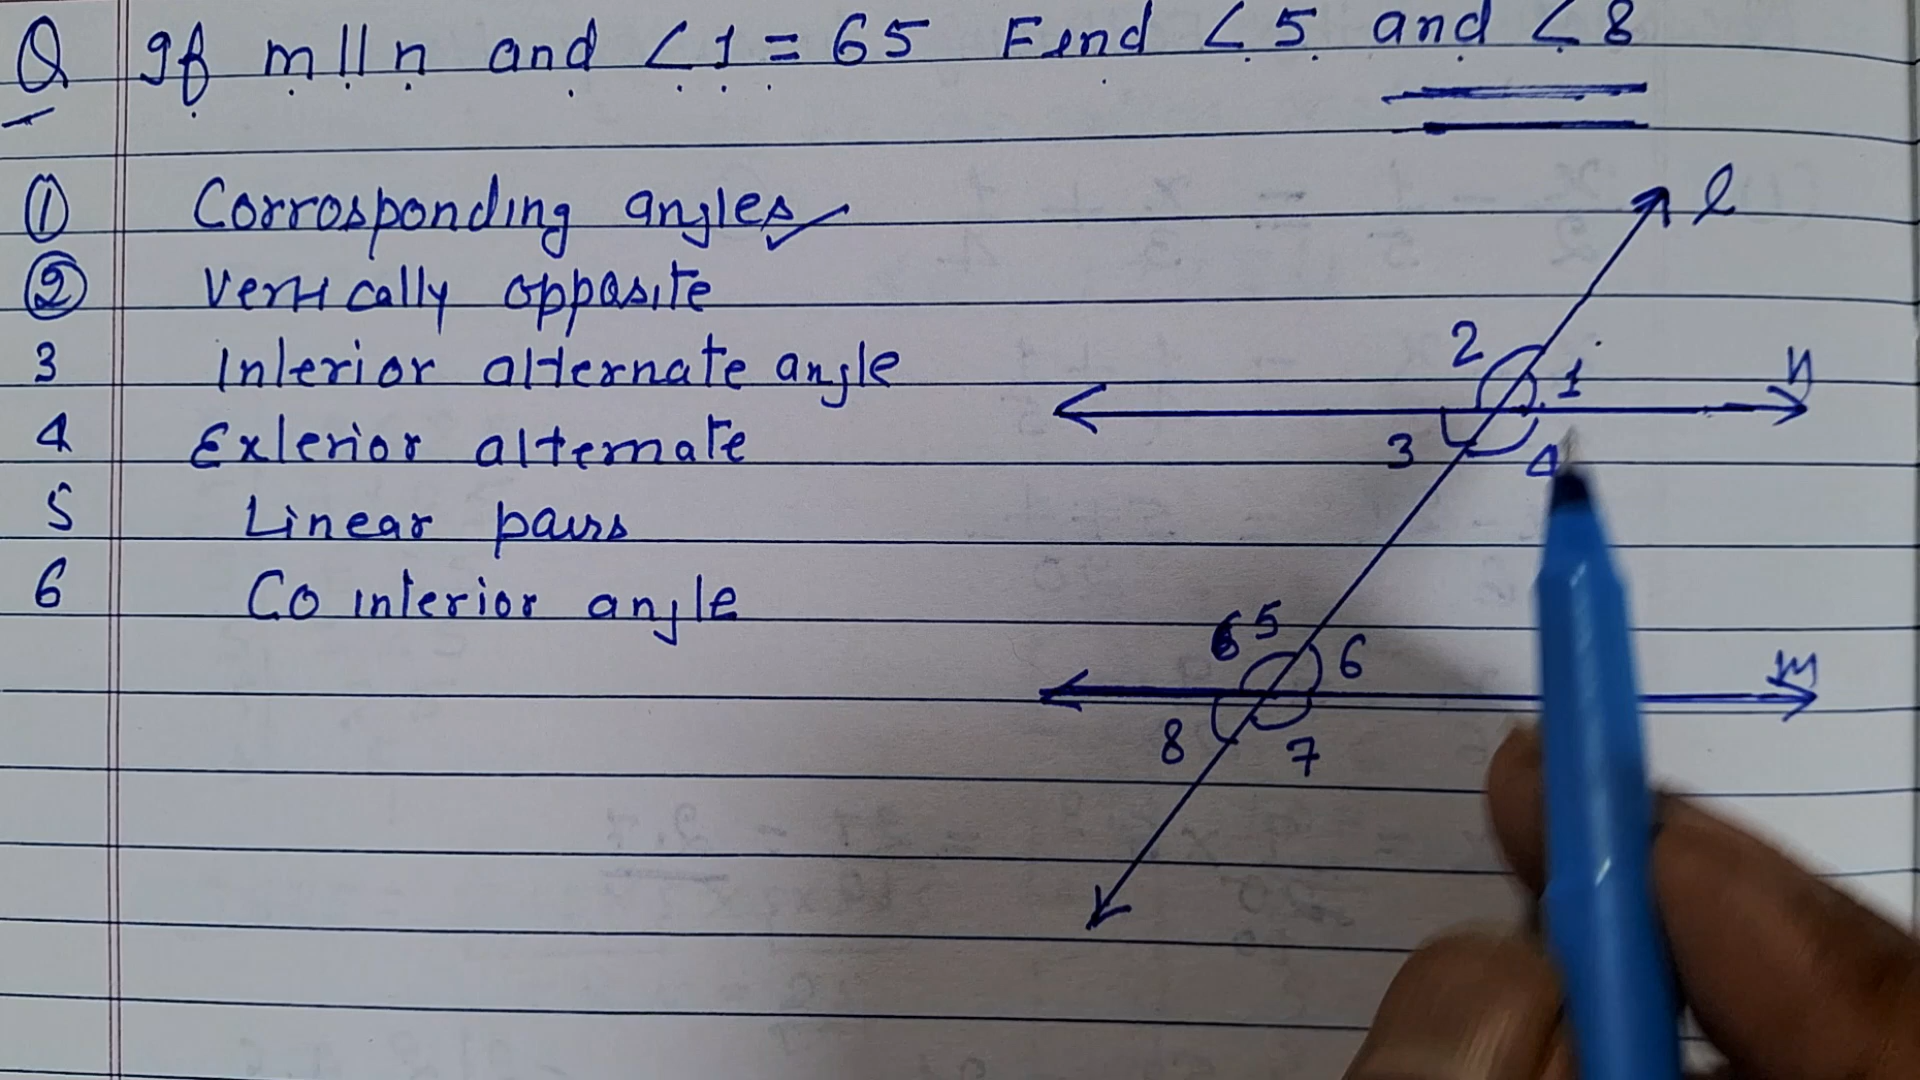 Q If m||n and ∠1 = 65 Find ∠5 and ∠8
① Corrosponding angles
② Vertically opposite
3 Interior alternate angle
4 Exterior alternate
5 Linear pairs
6 Co interior angle
l
2 1 n
3 4
5 6 m
8 7